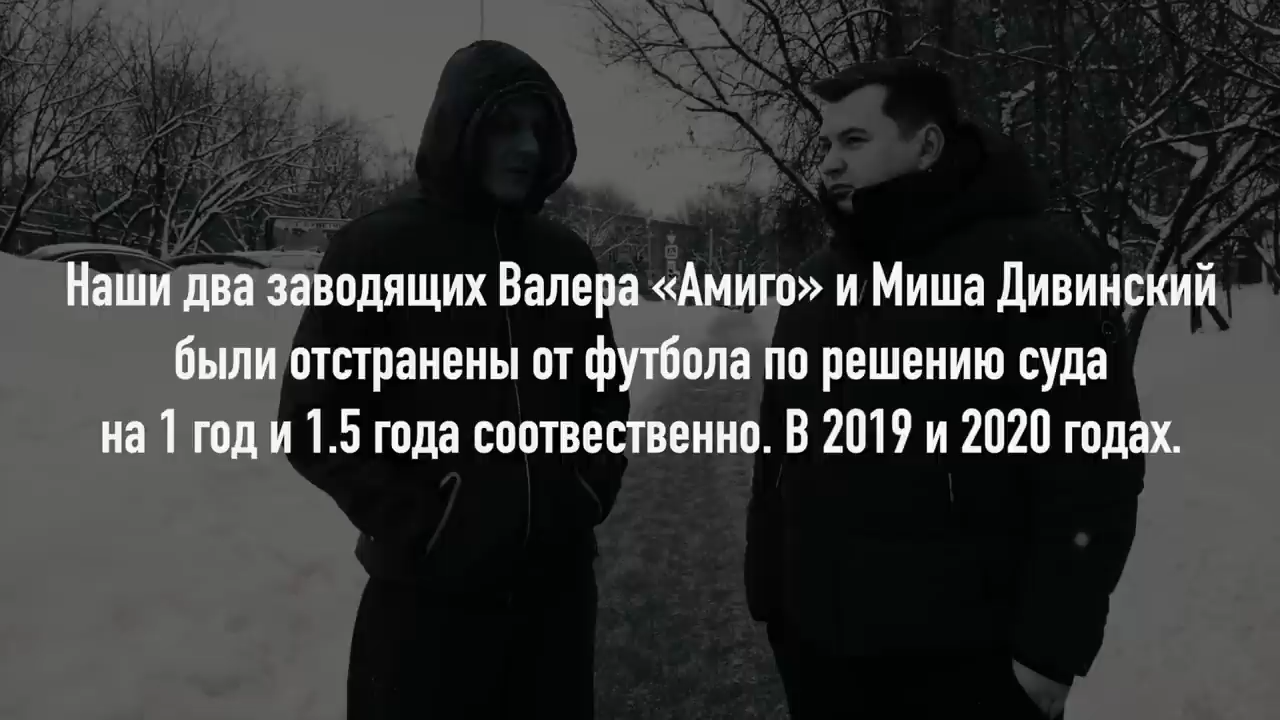 Наши два заводящих Валера «Амиго» и Миша Дивинский
были отстранены от футбола по решению суда
на 1 год и 1.5 года соотвественно. В 2019 и 2020 годах.